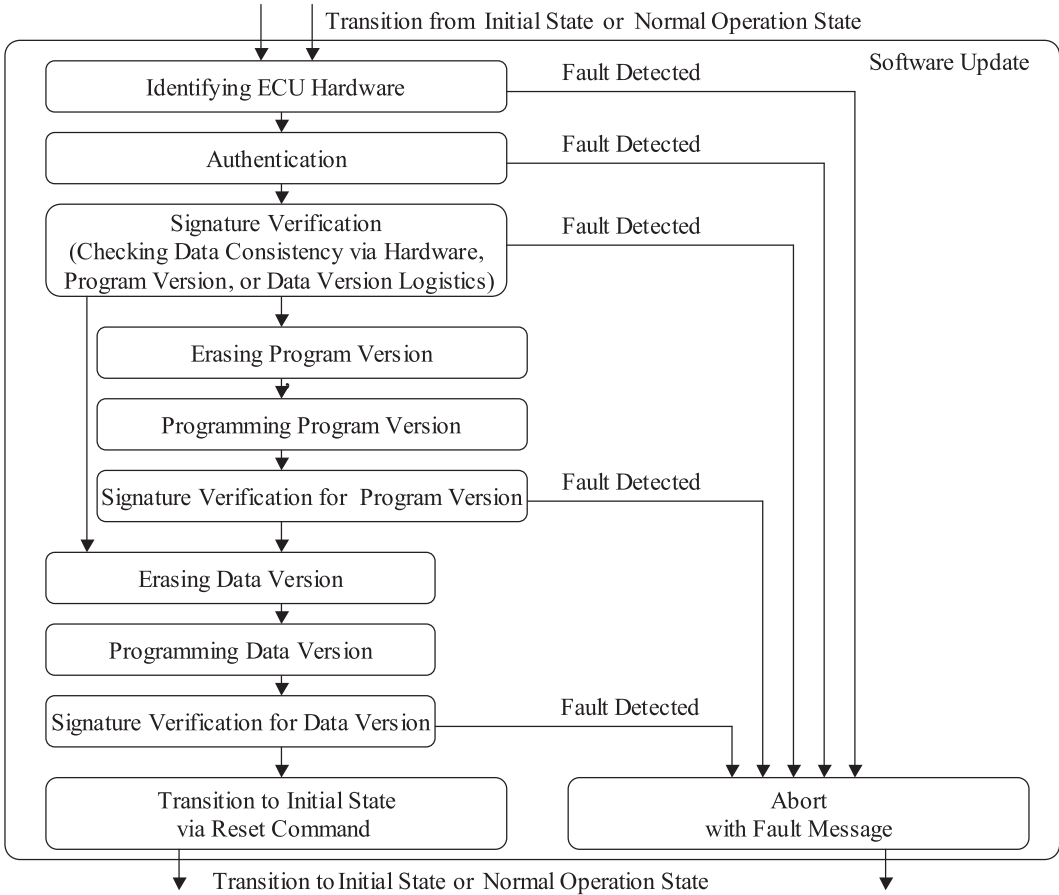 Transition from Initial State or Normal Operation State
Software Update
Identifying ECU Hardware
Fault Detected
Authentication
Fault Detected
Signature Verification
(Checking Data Consistency via Hardware,
Program Version, or Data Version Logistics)
Fault Detected
Erasing Program Version
Programming Program Version
Signature Verification for Program Version
Fault Detected
Erasing Data Version
Programming Data Version
Signature Verification for Data Version
Fault Detected
Transition to Initial State
via Reset Command
Abort
with Fault Message
Transition to Initial State or Normal Operation State